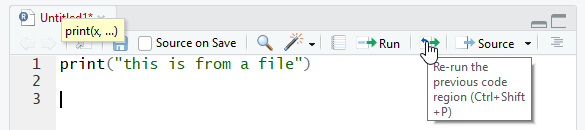 Untitled1*
print(x, ...)
Source on Save
Run
Source
1 print("this is from a file")
2
3
Re-run the
previous code
region (Ctrl+Shift
+P)